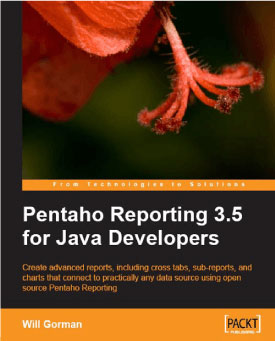 From Technologies to Solutions
Pentaho Reporting 3.5
for Java Developers
Create advanced reports, including cross tabs, sub-reports, and
charts that connect to practically any data source using open
source Pentaho Reporting
Will Gorman
PACKT
PUBLISHING